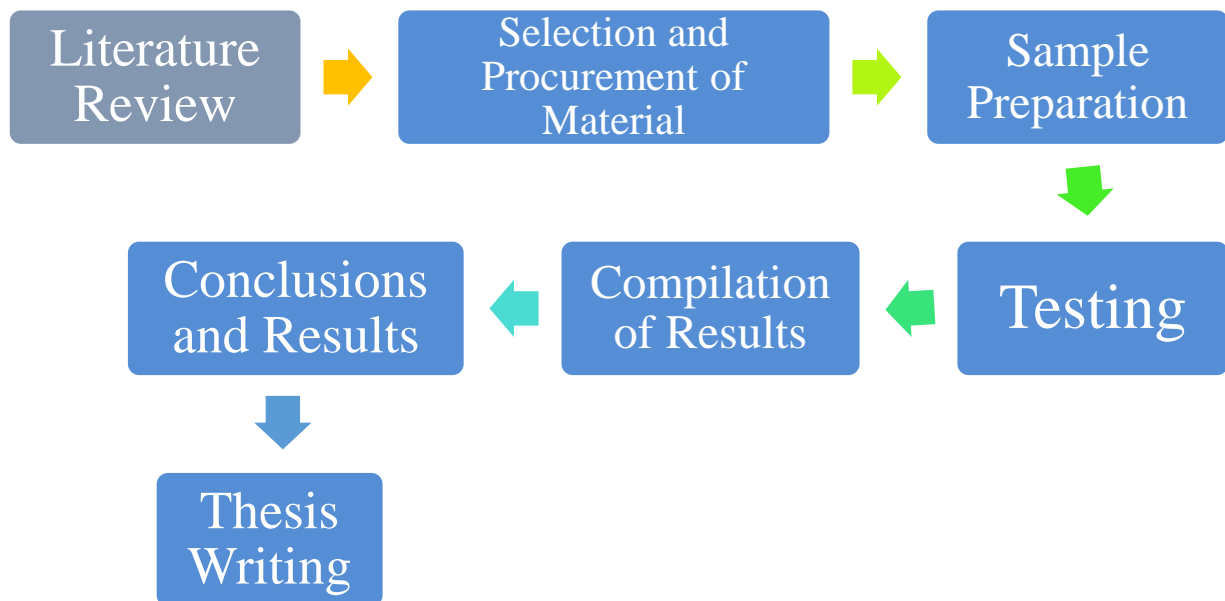 Literature
Review
Selection and
Procurement of
Material
Sample
Preparation
Testing
Compilation
of Results
Conclusions
and Results
Thesis
Writing